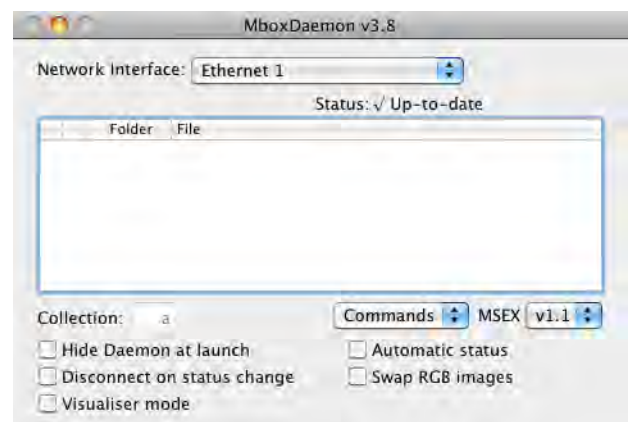 MboxDaemon v3.8
Network Interface: Ethernet 1
Status: √ Up-to-date
Folder File
Collection: a Commands MSEX v1.1
Hide Daemon at launch Automatic status
Disconnect on status change Swap RGB images
Visualiser mode